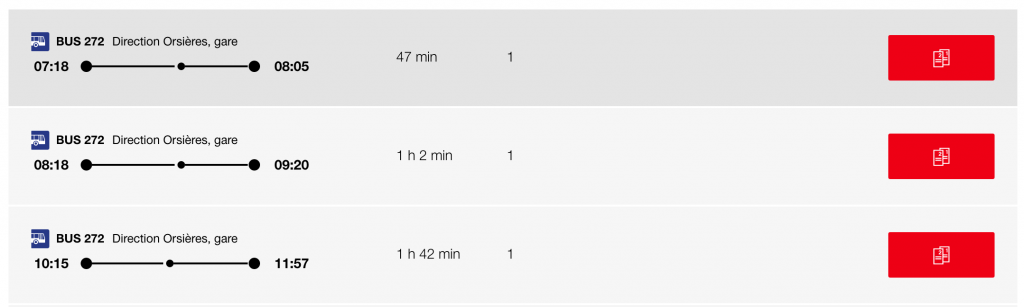 BUS 272 Direction Orsières, gare
07:18 08:05 47 min 1
BUS 272 Direction Orsières, gare
08:18 09:20 1 h 2 min 1
BUS 272 Direction Orsières, gare
10:15 11:57 1 h 42 min 1